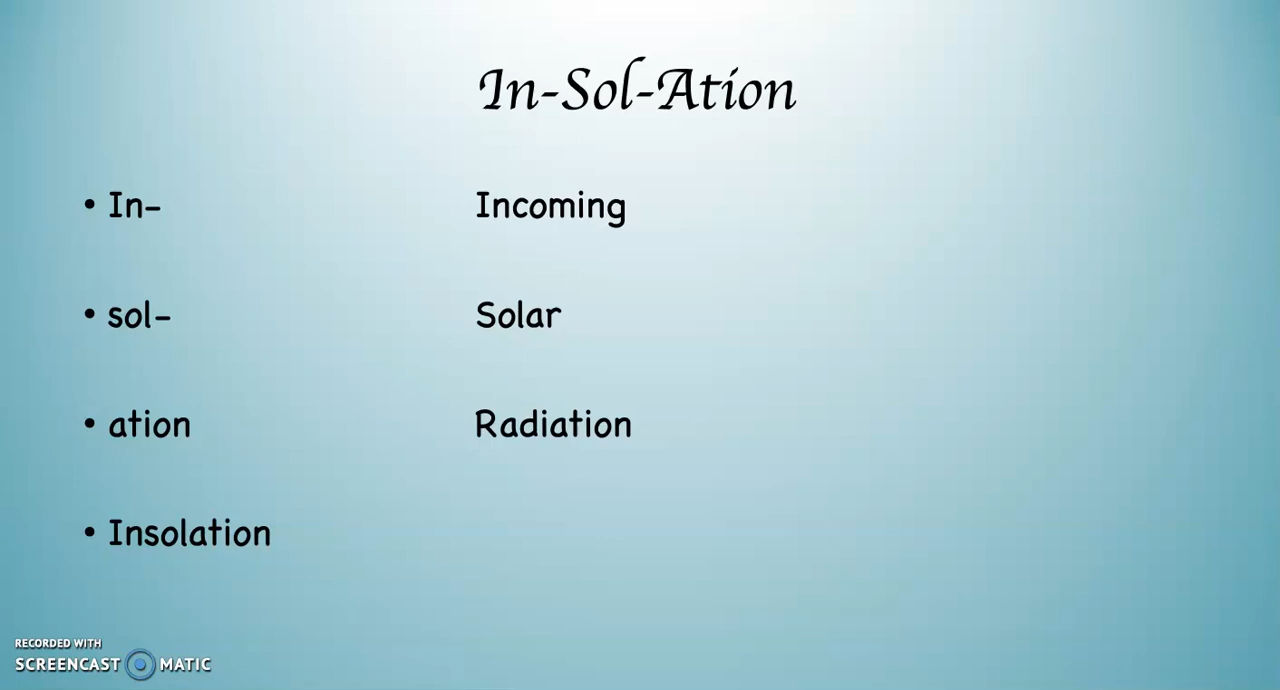 In-Sol-Ation
• In- Incoming
• sol- Solar
• ation Radiation
• Insolation
RECORDED WITH
SCREENCAST MATIC